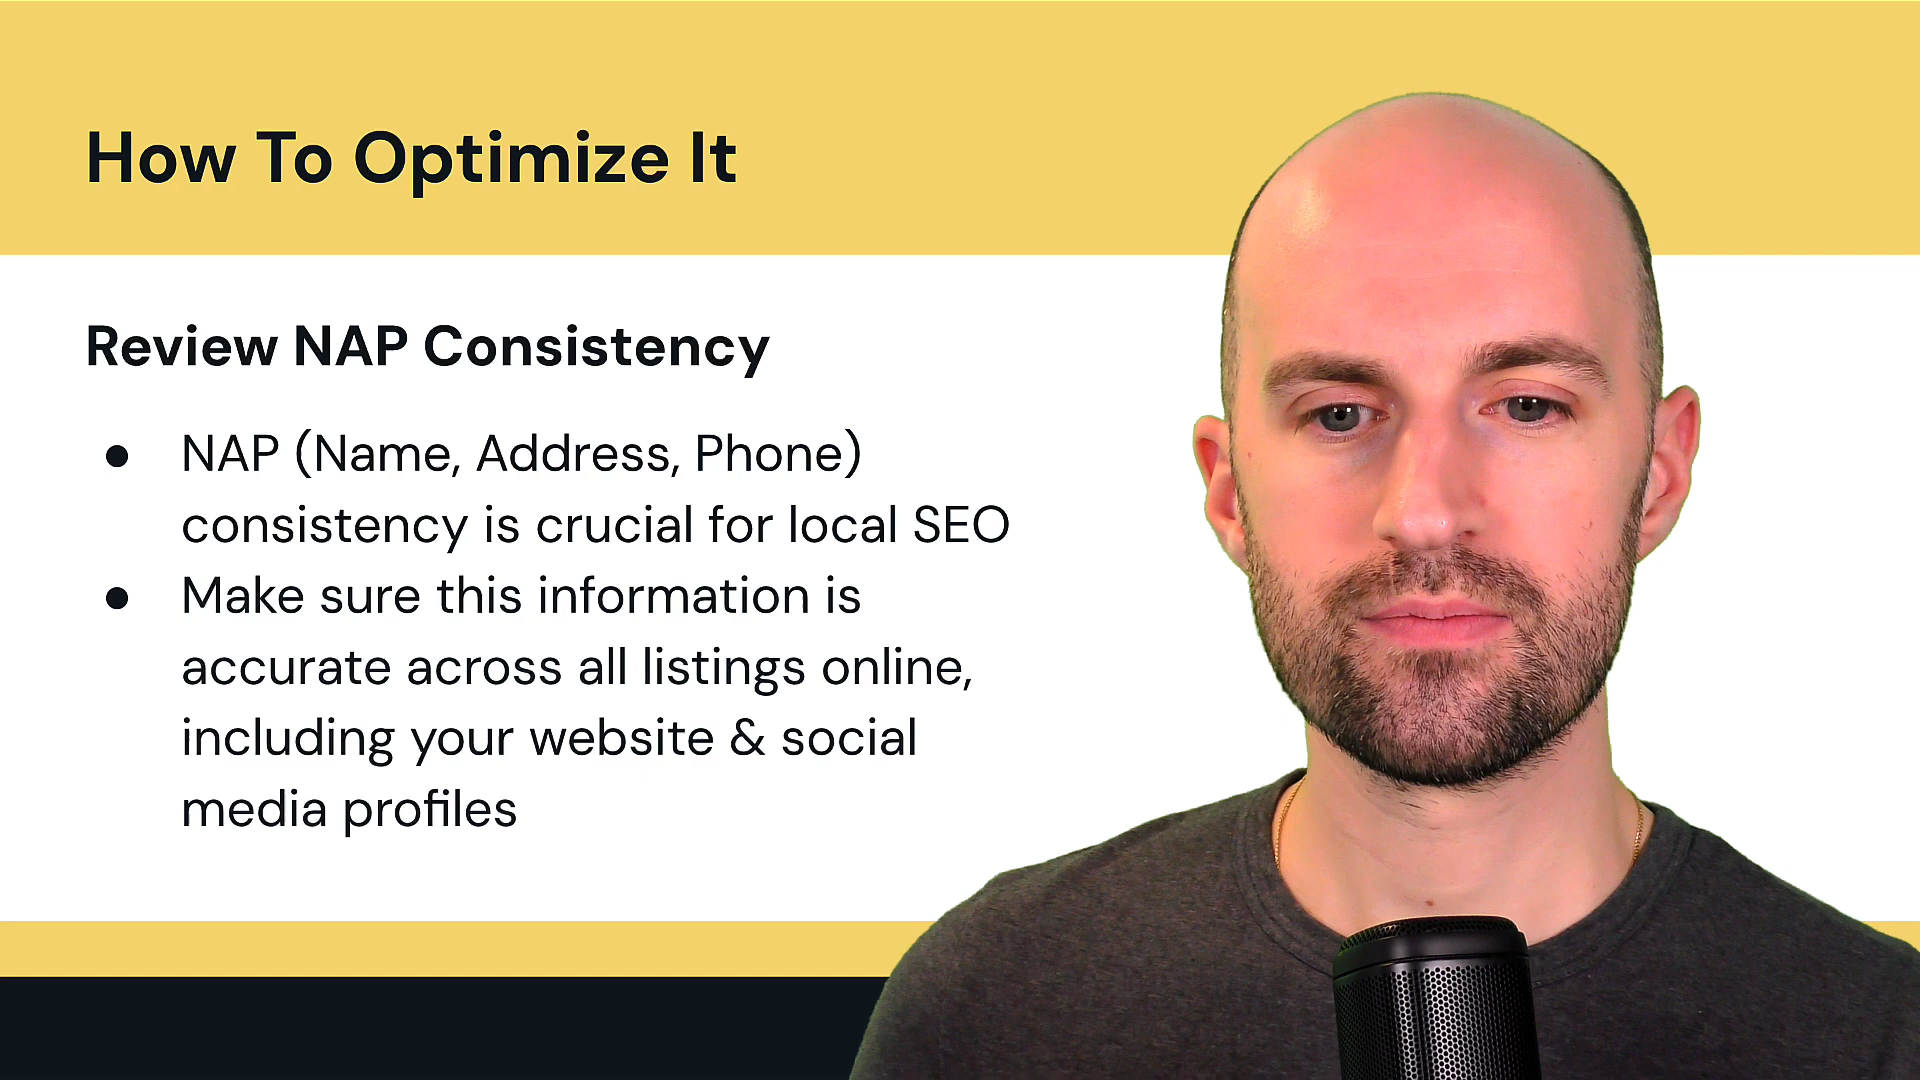 How To Optimize It
Review NAP Consistency
● NAP (Name, Address, Phone)
consistency is crucial for local SEO
● Make sure this information is
accurate across all listings online,
including your website & social
media profiles